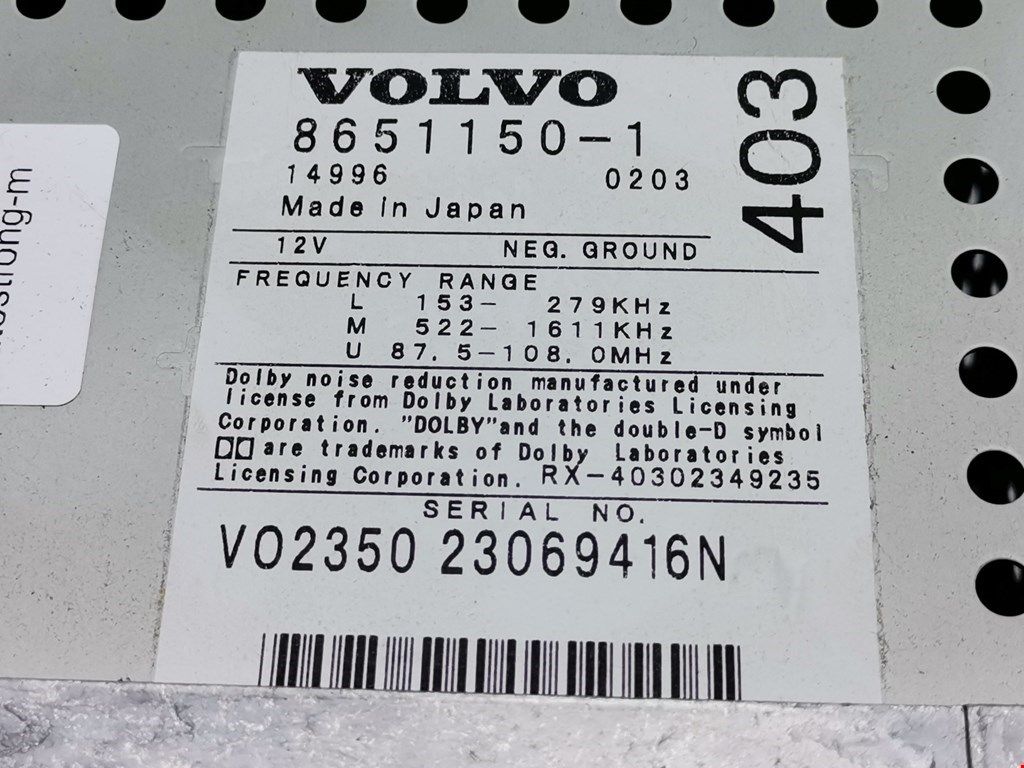 VOLVO
8651150-1
403
14996 0203
Made in Japan
12V NEG. GROUND
FREQUENCY RANGE
L 153- 279KHz
M 522- 1611KHz
U 87.5-108.0MHz
Dolby noise reduction manufactured under
license from Dolby Laboratories Licensing
Corporation. "DOLBY"and the double-D symbol
are trademarks of Dolby Laboratories
Licensing Corporation. RX-40302349235
SERIAL NO.
VO2350 23069416N